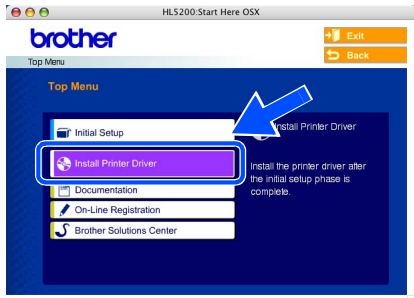 HL5200:Start Here OSX
brother
Exit
Back
Top Menu
Top Menu
Initial Setup
Install Printer Driver
Documentation
On-Line Registration
Brother Solutions Center
Install Printer Driver
Install the printer driver after
the initial setup phase is
complete.